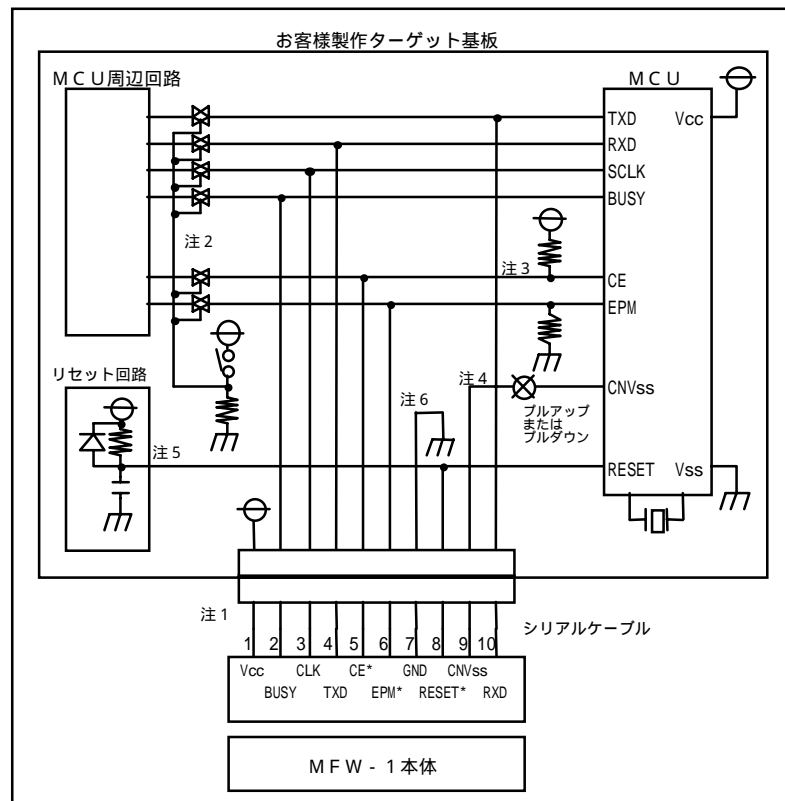 お客様製作ターゲット基板
ＭＣＵ周辺回路
ＭＣＵ
TXD
Vcc
RXD
SCLK
BUSY
注２
注３
CE
EPM
リセット回路
注４
CNVss
注６
プルアップ
または
プルダウン
注５
RESET
Vss
注１
シリアルケーブル
1 2 3 4 5 6 7 8 9 10
Vcc CLK CE* GND CNVss
BUSY TXD EPM* RESET* RXD
ＭＦＷ－１本体